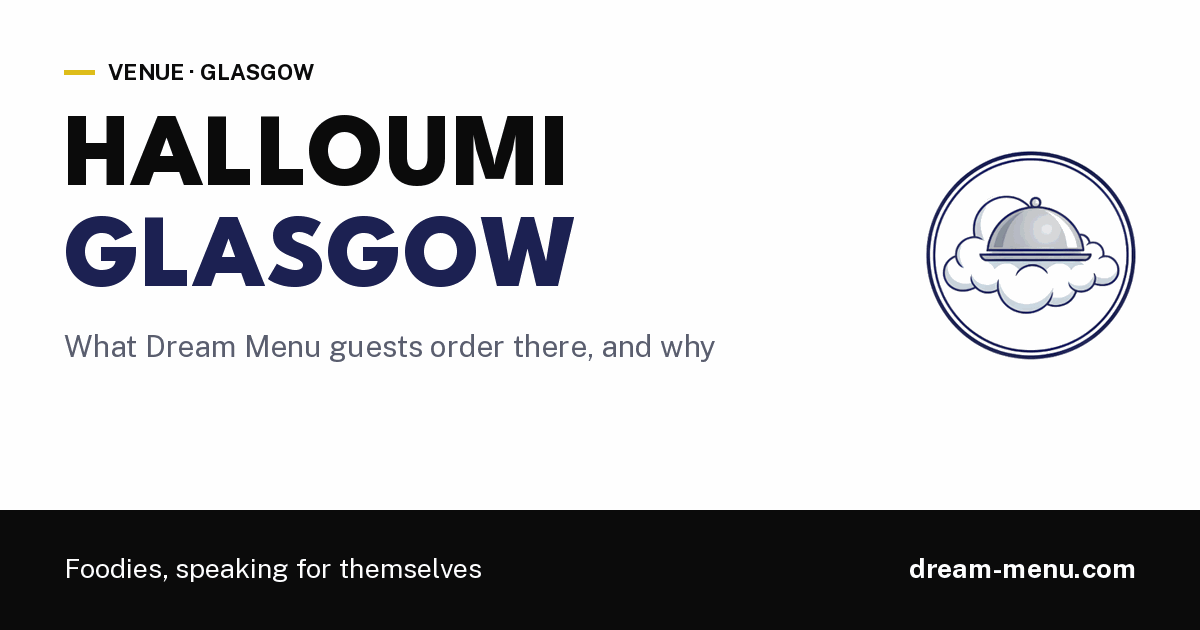 VENUE · GLASGOW
HALLOUMI
GLASGOW
What Dream Menu guests order there, and why
Foodies, speaking for themselves
dream-menu.com